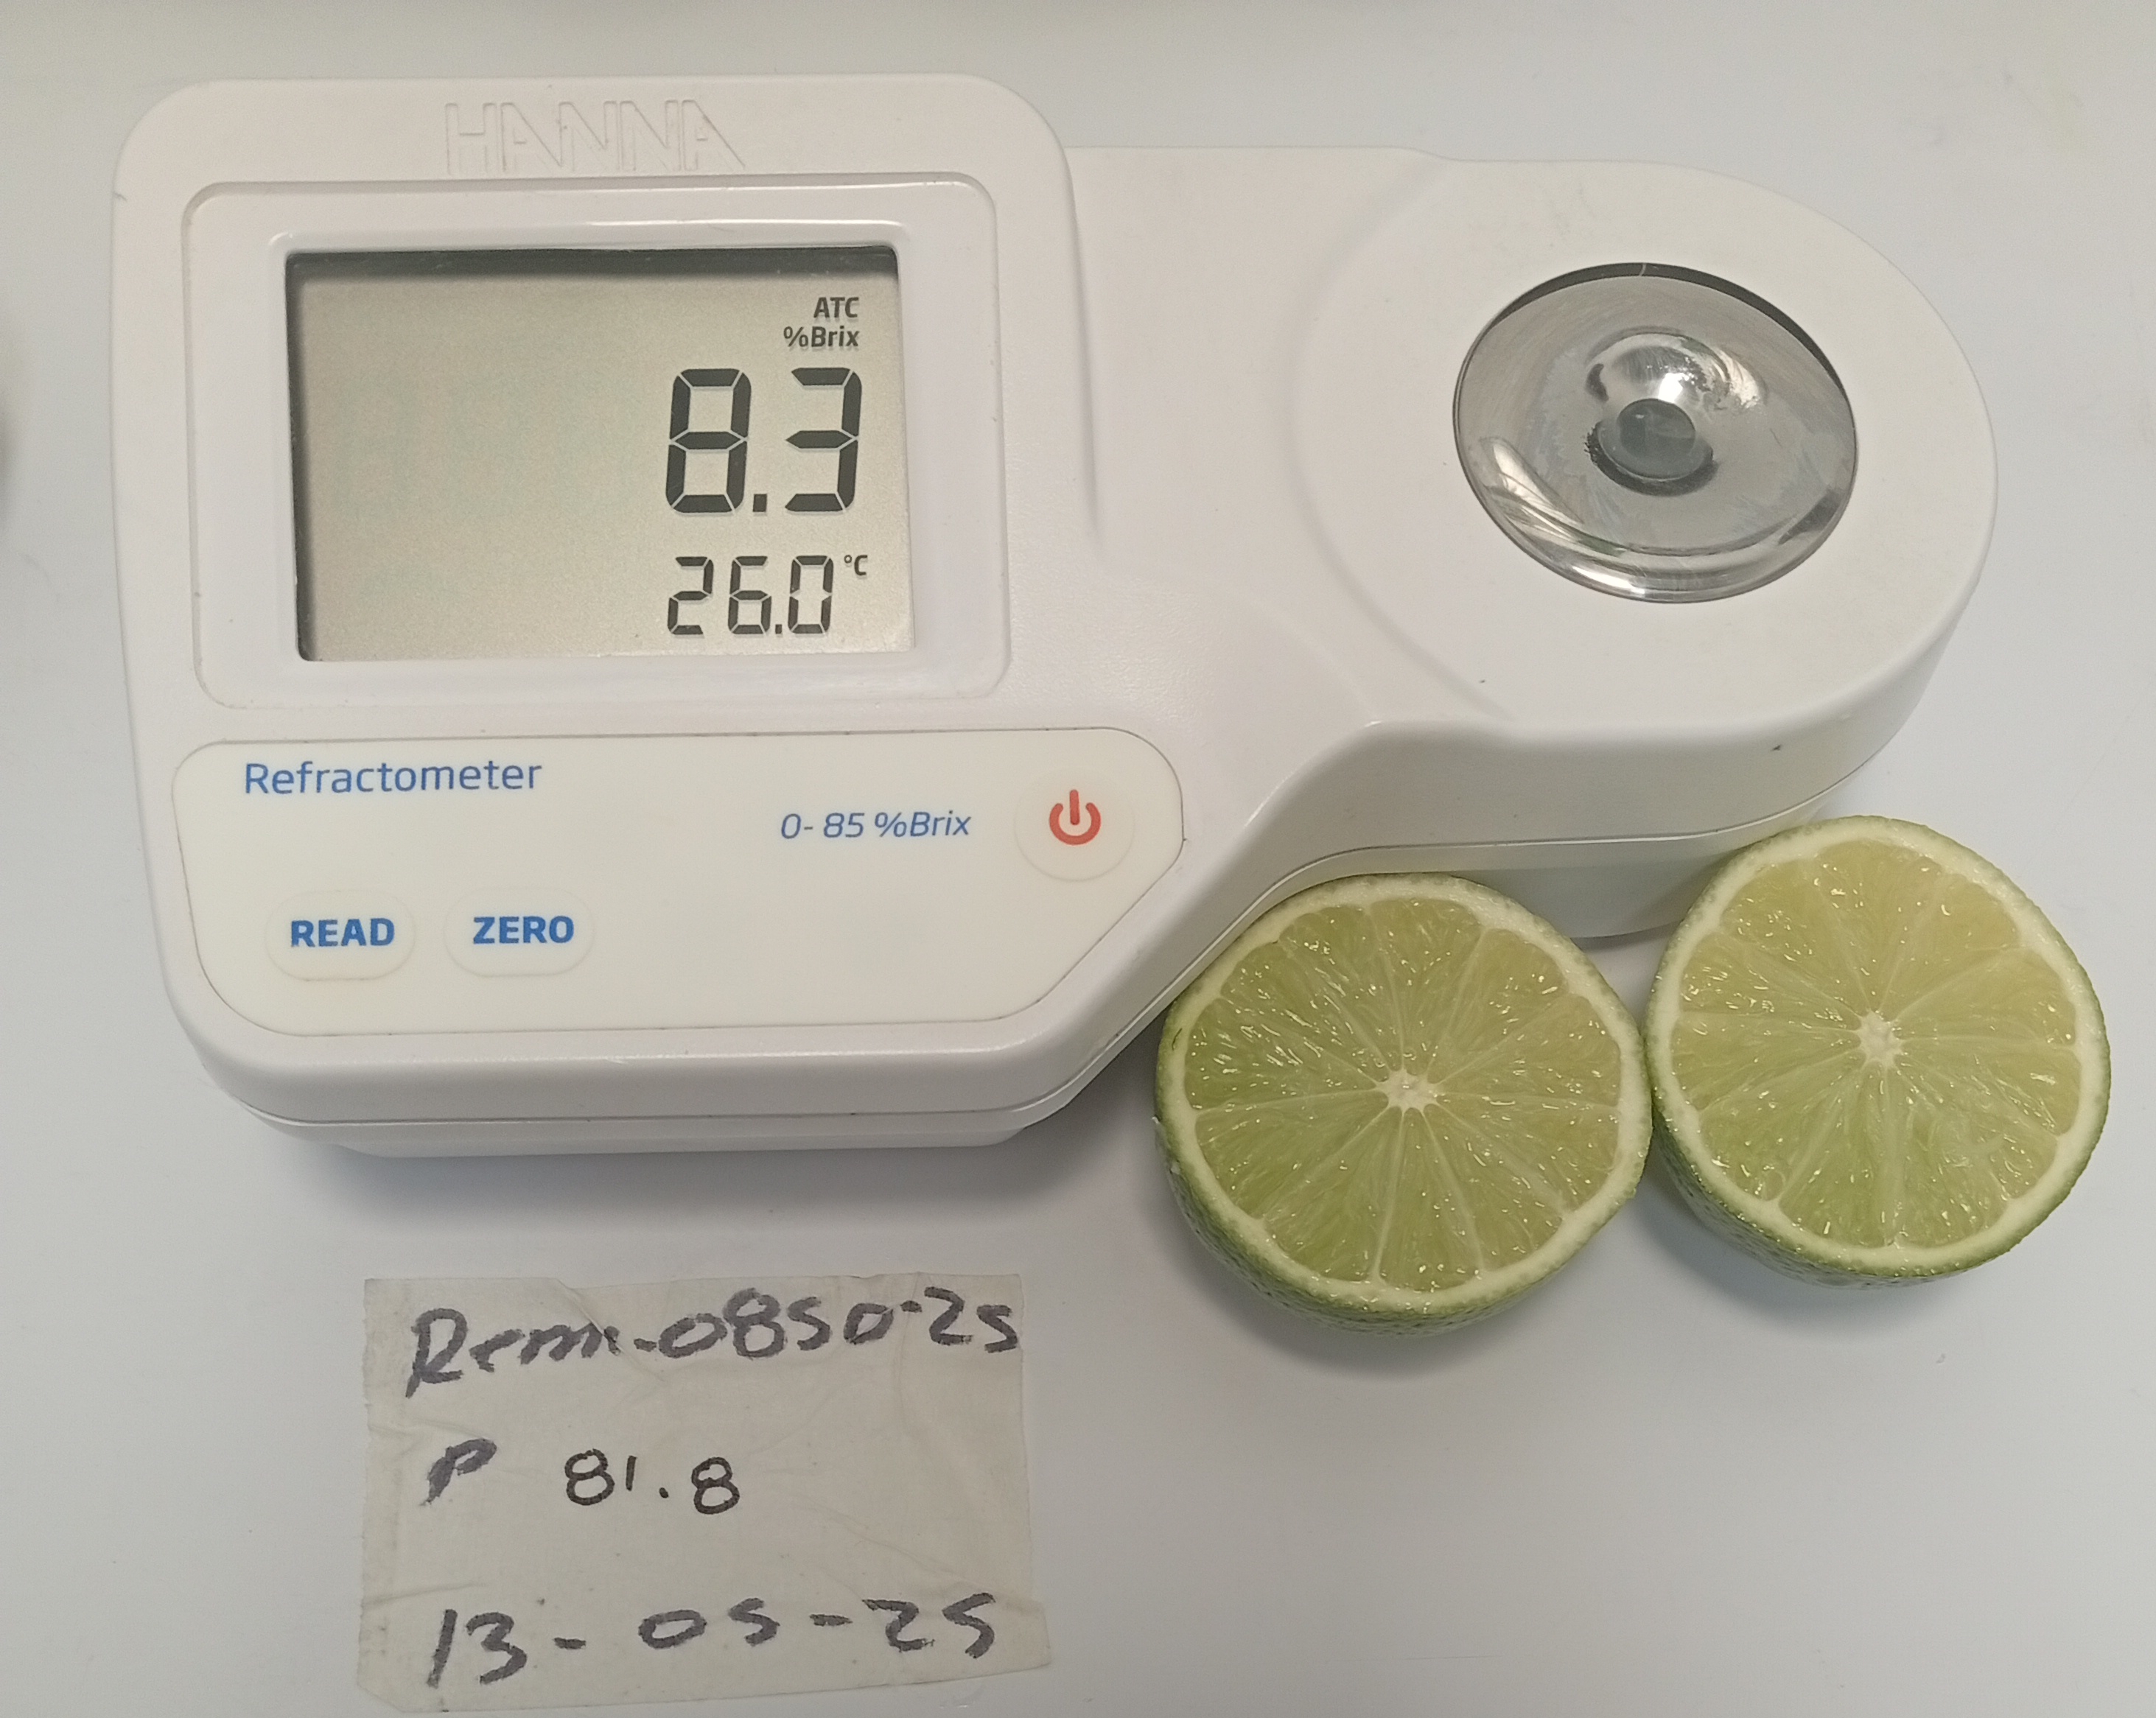 HANNA
ATC
%Brix
8.3
26.0 °C
Refractometer
0-85 %Brix
READ ZERO
Rem-0850-25
P 81.8
13-05-25